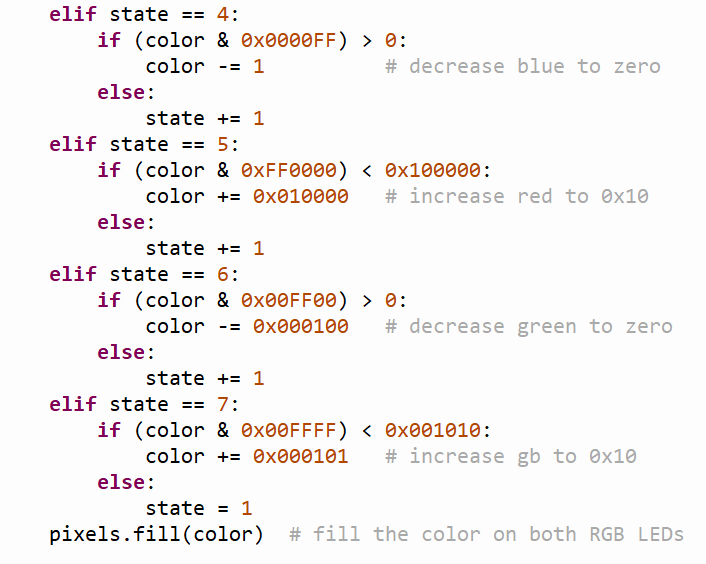 elif state == 4:
    if (color & 0x0000FF) > 0:
        color -= 1          # decrease blue to zero
    else:
        state += 1
elif state == 5:
    if (color & 0xFF0000) < 0x100000:
        color += 0x010000   # increase red to 0x10
    else:
        state += 1
elif state == 6:
    if (color & 0x00FF00) > 0:
        color -= 0x000100   # decrease green to zero
    else:
        state += 1
elif state == 7:
    if (color & 0x00FFFF) < 0x001010:
        color += 0x000101   # increase gb to 0x10
    else:
        state = 1
pixels.fill(color)  # fill the color on both RGB LEDs